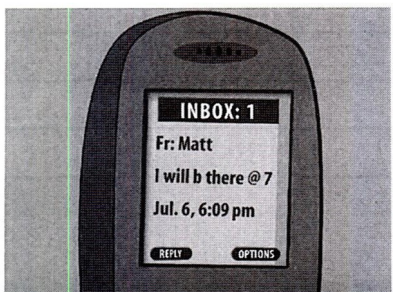 INBOX: 1
Fr: Matt
I will b there @ 7
Jul. 6, 6:09 pm
REPLY OPTIONS